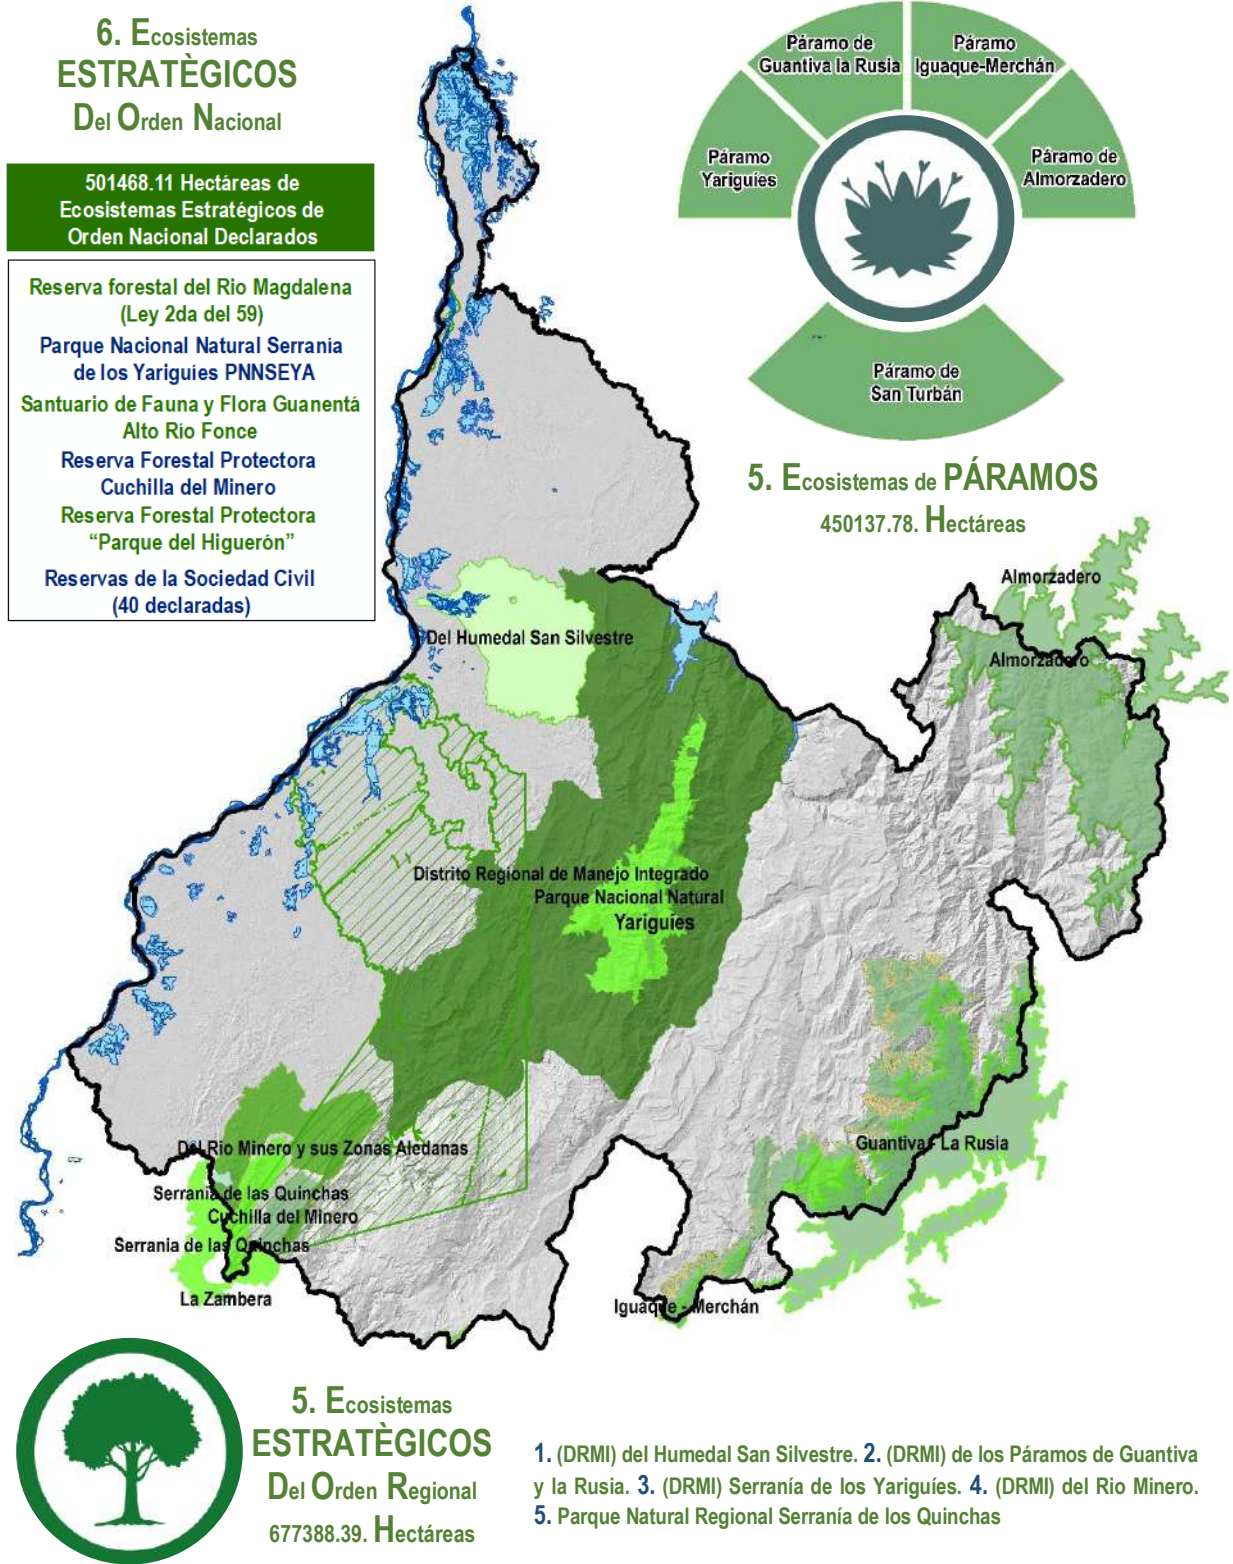 6. Ecosistemas
ESTRATÈGICOS
Del Orden Nacional
501468.11 Hectáreas de
Ecosistemas Estratégicos de
Orden Nacional Declarados
Reserva forestal del Rio Magdalena
(Ley 2da del 59)
Parque Nacional Natural Serranía
de los Yariguies PNNSEYA
Santuario de Fauna y Flora Guanentá
Alto Rio Fonce
Reserva Forestal Protectora
Cuchilla del Minero
Reserva Forestal Protectora
“Parque del Higuerón”
Reservas de la Sociedad Civil
(40 declaradas)
Páramo de
Guantiva la Rusia
Páramo
Iguaque-Merchán
Páramo
Yariguíes
Páramo de
Almorzadero
Páramo de
San Turbán
5. Ecosistemas de PÁRAMOS
450137.78. Hectáreas
Almorzadero
Almorzadero
Del Humedal San Silvestre
Distrito Regional de Manejo Integrado
Parque Nacional Natural
Yariguies
Guantiva - La Rusia
Del Rio Minero y sus Zonas Aledanas
Serrania de las Quinchas
Cuchilla del Minero
Serrania de las Quinchas
La Zambera
Iguaque - Merchán
5. Ecosistemas
ESTRATÈGICOS
Del Orden Regional
677388.39. Hectáreas
1. (DRMI) del Humedal San Silvestre. 2. (DRMI) de los Páramos de Guantiva
y la Rusia. 3. (DRMI) Serranía de los Yariguíes. 4. (DRMI) del Rio Minero.
5. Parque Natural Regional Serranía de los Quinchas